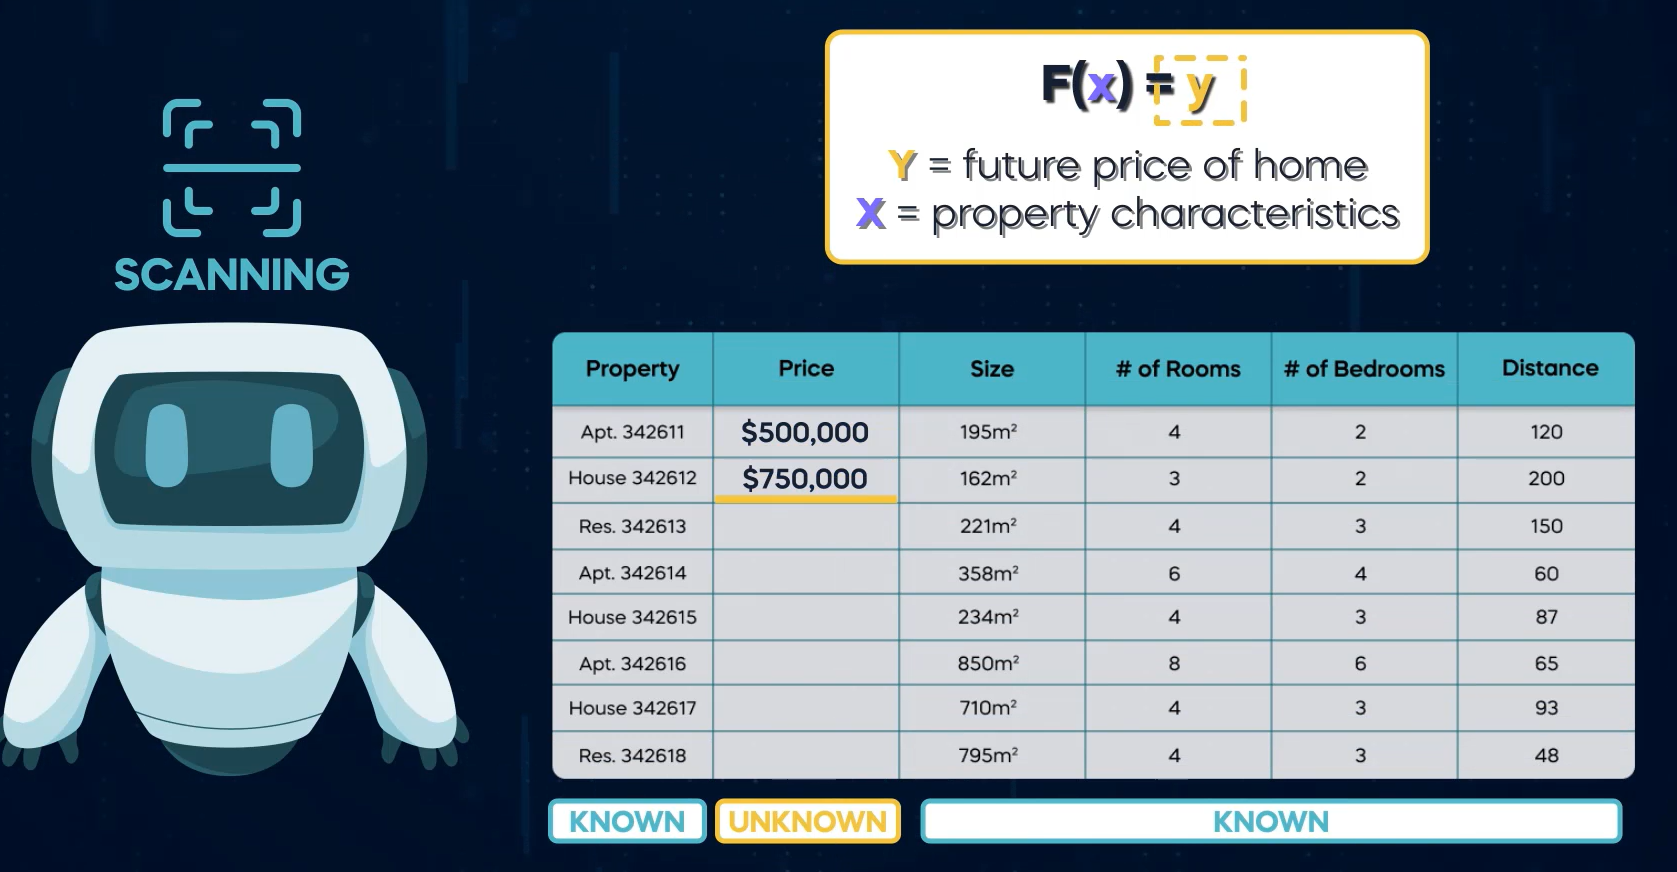 F(x) = y
Y = future price of home
X = property characteristics
SCANNING
Property Price Size # of Rooms # of Bedrooms Distance
Apt. 342611 $500,000 195m² 4 2 120
House 342612 $750,000 162m² 3 2 200
Res. 342613 221m² 4 3 150
Apt. 342614 358m² 6 4 60
House 342615 234m² 4 3 87
Apt. 342616 850m² 8 6 65
House 342617 710m² 4 3 93
Res. 342618 795m² 4 3 48
KNOWN UNKNOWN KNOWN